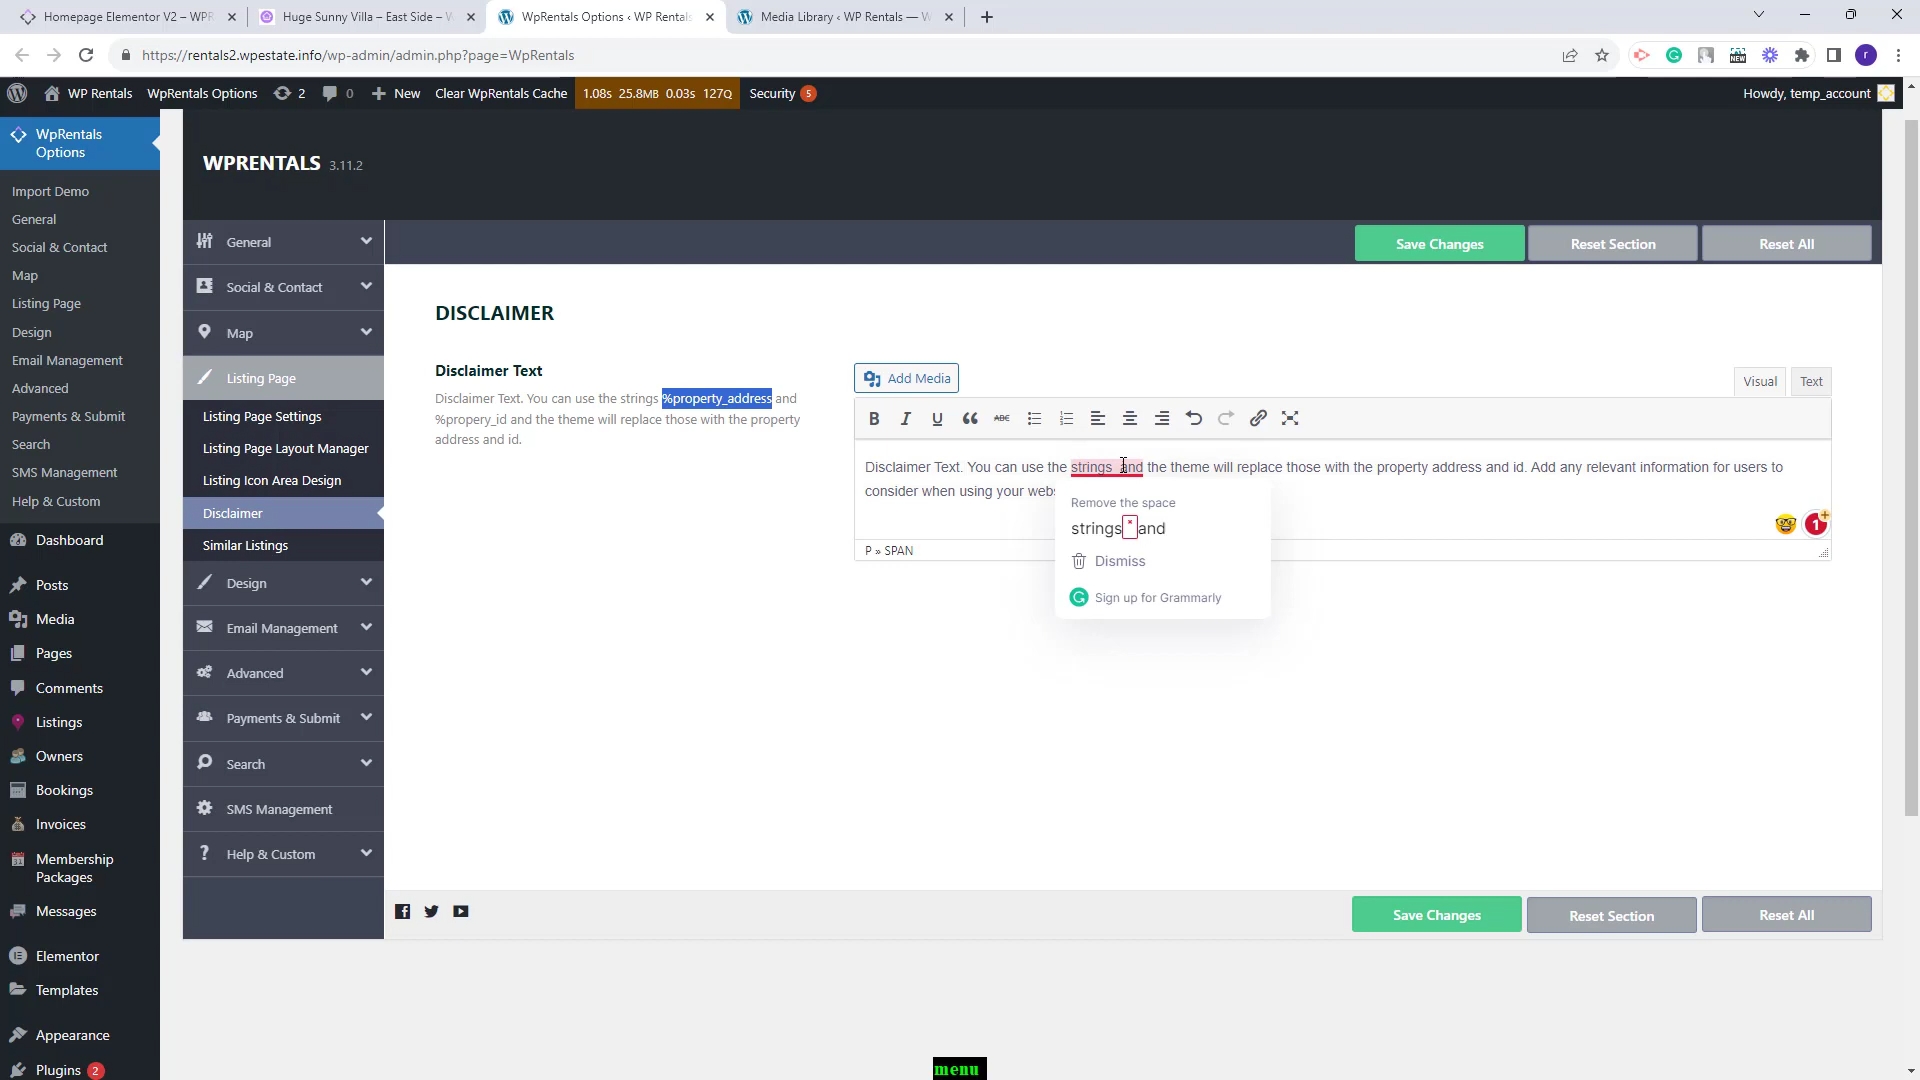 Homepage Elementor V2 – WPR
Huge Sunny Villa – East Side – W
WpRentals Options ‹ WP Rentals
Media Library ‹ WP Rentals — W
https://rentals2.wpestate.info/wp-admin/admin.php?page=WpRentals
NEW
r
WP Rentals
WpRentals Options
2
0
New
Clear WpRentals Cache
1.08s 25.8MB 0.03s 127Q
Security 5
Howdy, temp_account
WpRentals
Options
Import Demo
General
Social & Contact
Map
Listing Page
Design
Email Management
Advanced
Payments & Submit
Search
SMS Management
Help & Custom
Dashboard
Posts
Media
Pages
Comments
Listings
Owners
Bookings
Invoices
Membership
Packages
Messages
Elementor
Templates
Appearance
Plugins 2
WPRENTALS 3.11.2
General
Social & Contact
Map
Listing Page
Listing Page Settings
Listing Page Layout Manager
Listing Icon Area Design
Disclaimer
Similar Listings
Design
Email Management
Advanced
Payments & Submit
Search
SMS Management
Help & Custom
Save Changes
Reset Section
Reset All
DISCLAIMER
Disclaimer Text
Disclaimer Text. You can use the strings %property_address and
%propery_id and the theme will replace those with the property
address and id.
Add Media
Visual
Text
B I U ABC
Disclaimer Text. You can use the strings  and the theme will replace those with the property address and id. Add any relevant information for users to
consider when using your webs
Remove the space
strings and
Dismiss
Sign up for Grammarly
1
P » SPAN
Save Changes
Reset Section
Reset All
menu